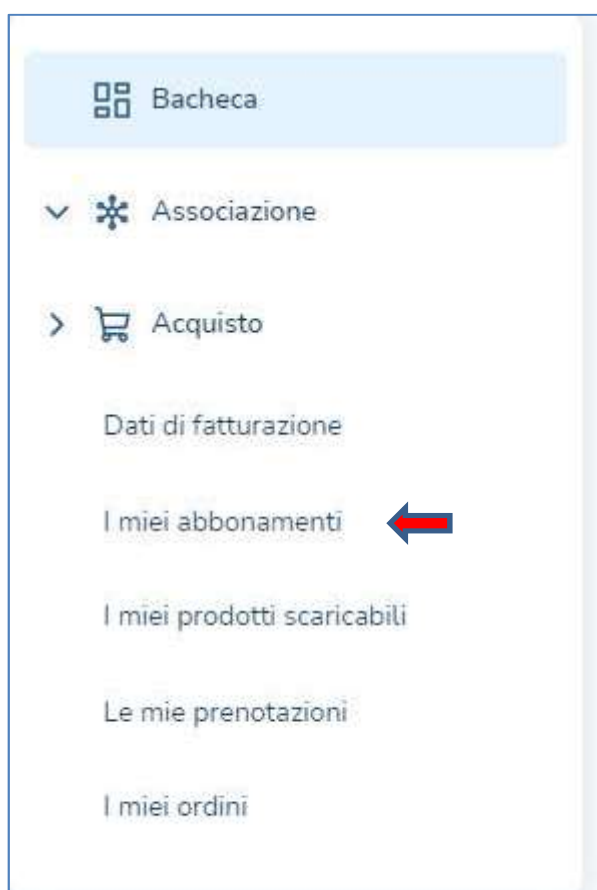 Bacheca
Associazione
Acquisto
Dati di fatturazione
I miei abbonamenti
I miei prodotti scaricabili
Le mie prenotazioni
I miei ordini